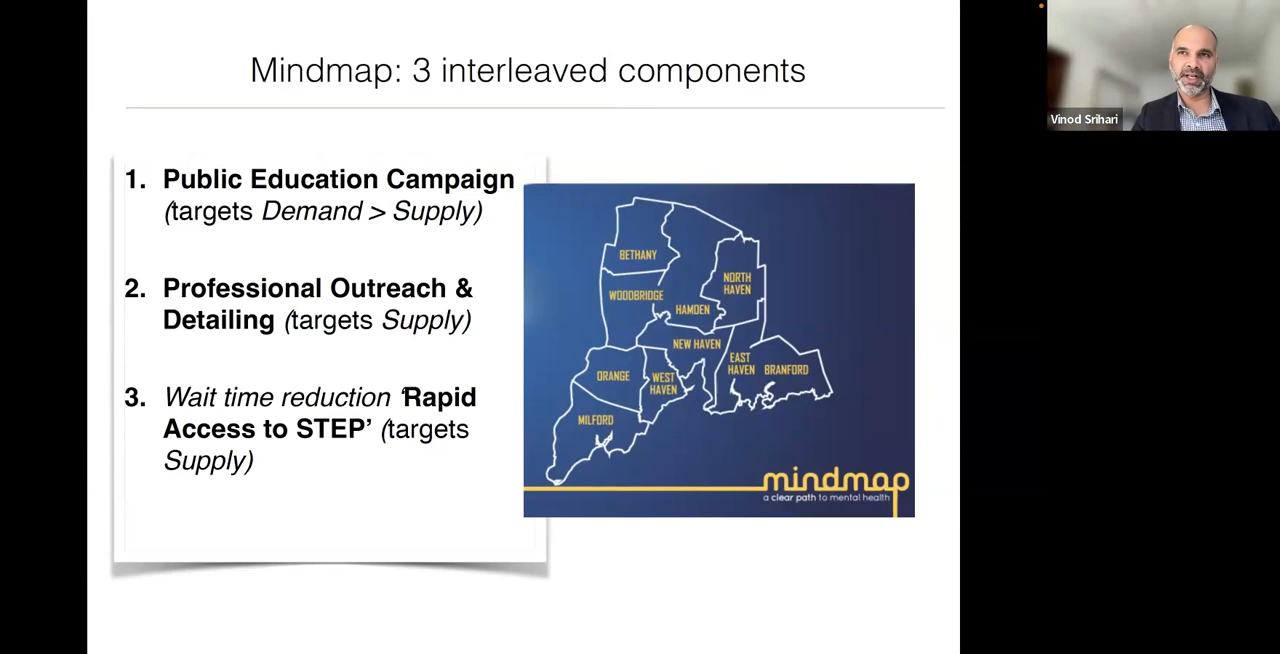 Mindmap: 3 interleaved components
Vinod Srihari
1. Public Education Campaign
(targets Demand > Supply)
2. Professional Outreach &
Detailing (targets Supply)
3. Wait time reduction ‘Rapid
Access to STEP’ (targets
Supply)
BETHANY
WOODBRIDGE
HAMDEN
NORTH
HAVEN
NEW HAVEN
EAST
HAVEN
BRANFORD
ORANGE
WEST
HAVEN
MILFORD
mindmap
a clear path to mental health